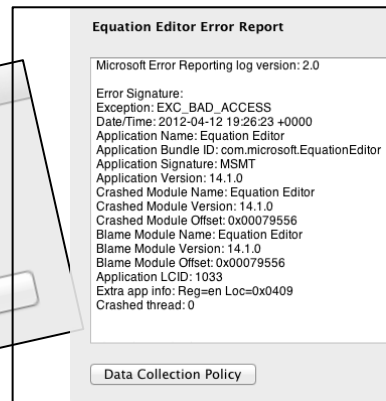 Equation Editor Error Report
Microsoft Error Reporting log version: 2.0
Error Signature:
Exception: EXC_BAD_ACCESS
Date/Time: 2012-04-12 19:26:23 +0000
Application Name: Equation Editor
Application Bundle ID: com.microsoft.EquationEditor
Application Signature: MSMT
Application Version: 14.1.0
Crashed Module Name: Equation Editor
Crashed Module Version: 14.1.0
Crashed Module Offset: 0x00079556
Blame Module Name: Equation Editor
Blame Module Version: 14.1.0
Blame Module Offset: 0x00079556
Application LCID: 1033
Extra app info: Reg=en Loc=0x0409
Crashed thread: 0
Data Collection Policy